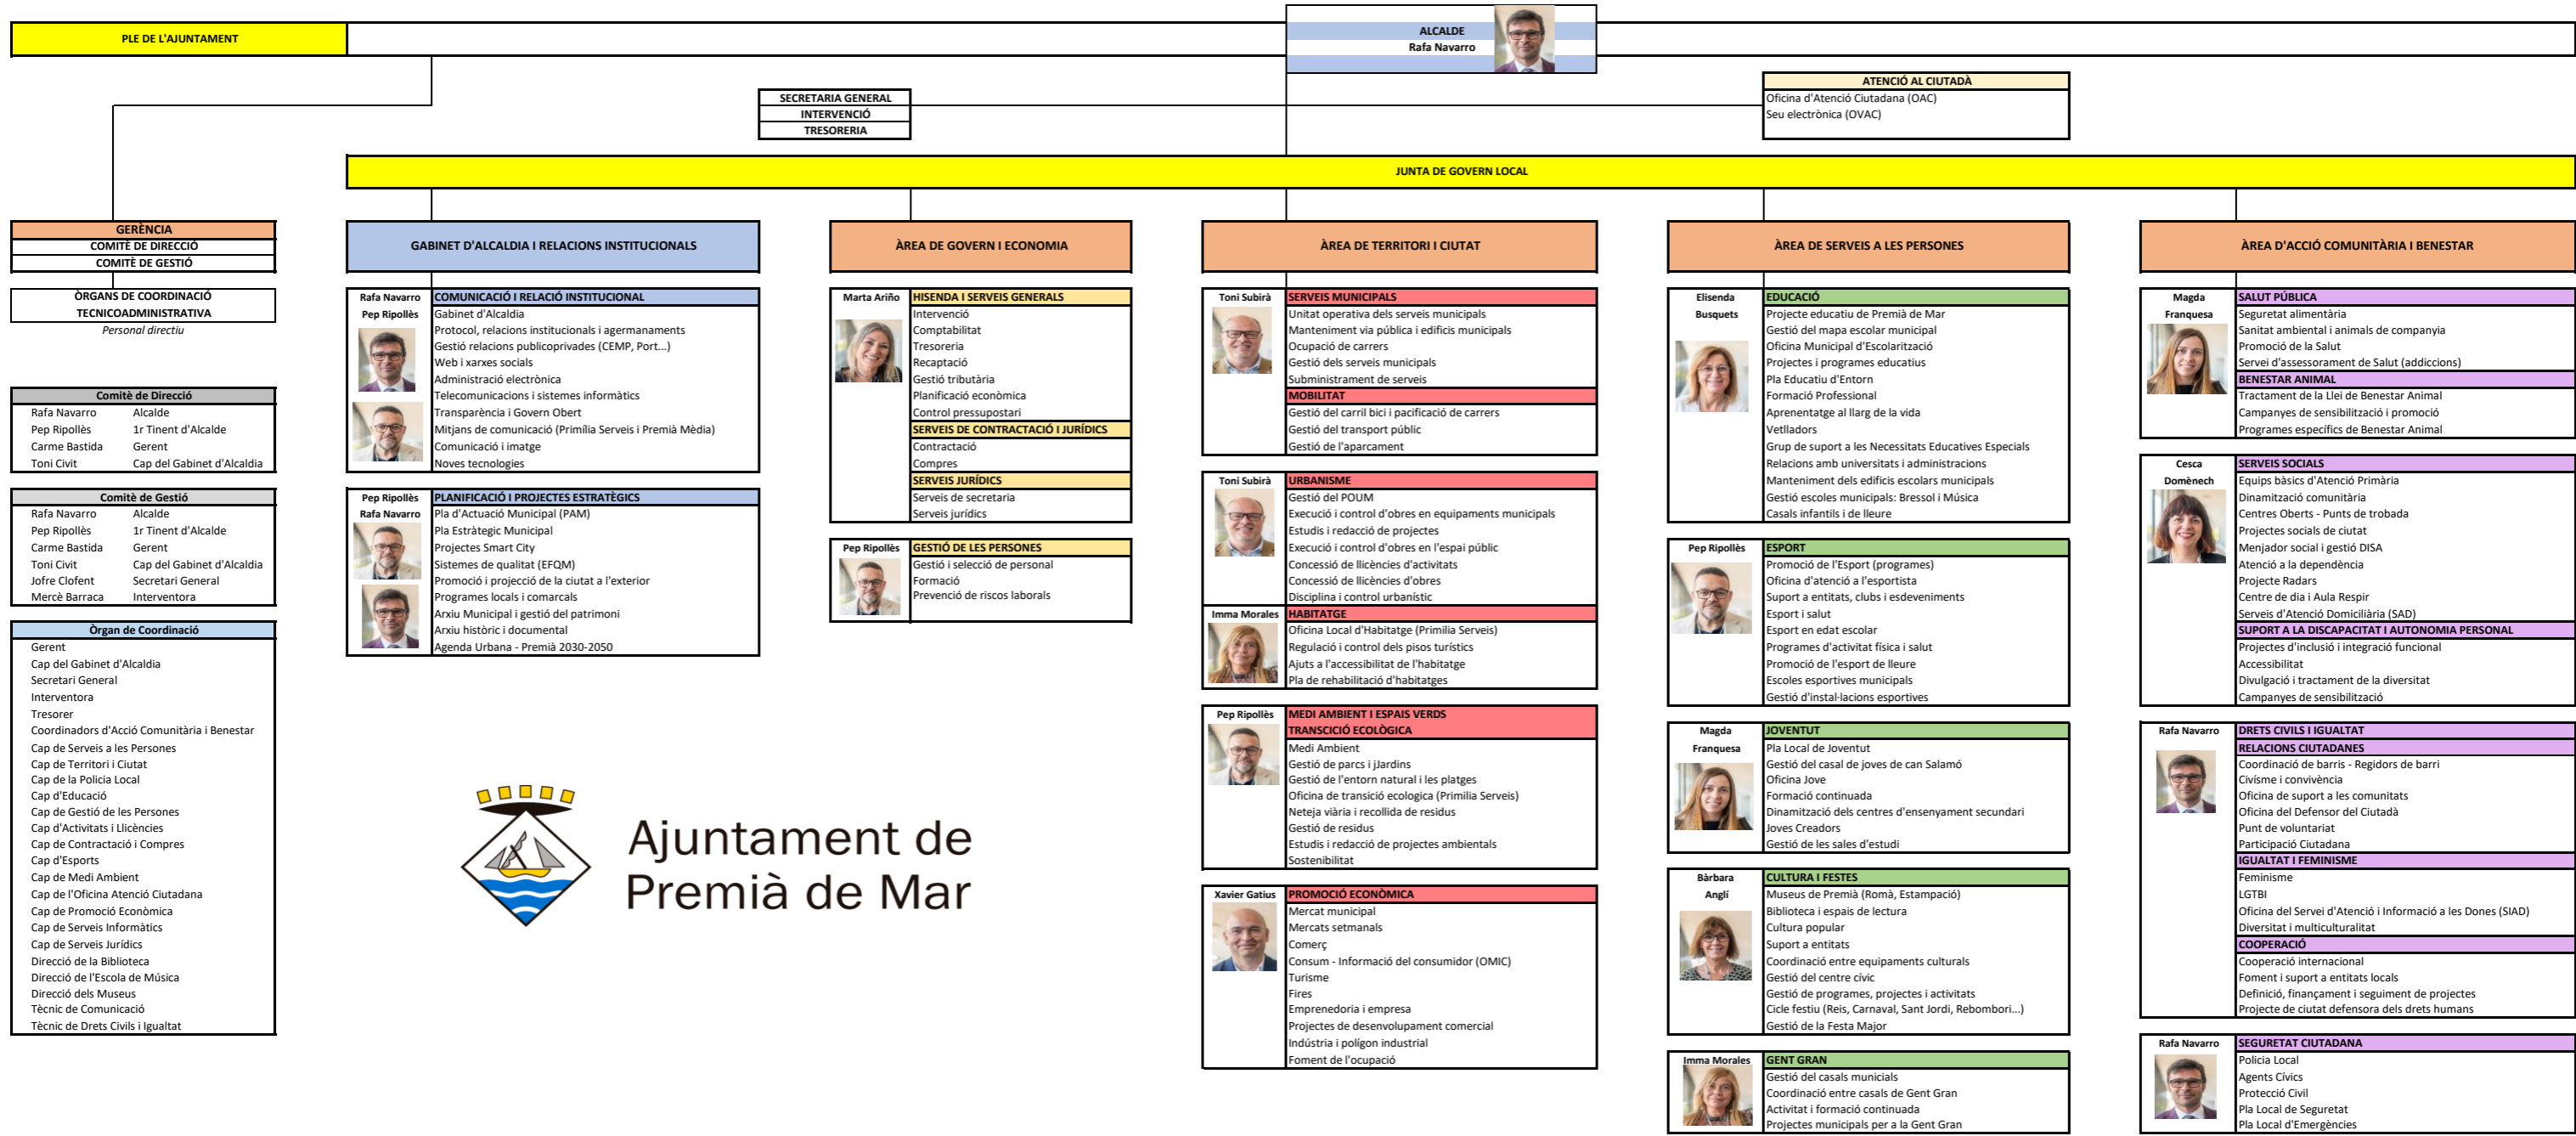 PLE DE L'AJUNTAMENT
ALCALDE
Rafa Navarro
SECRETARIA GENERAL
INTERVENCIÓ
TRESORERIA
ATENCIÓ AL CIUTADÀ
Oficina d'Atenció Ciutadana (OAC)
Seu electrònica (OVAC)
JUNTA DE GOVERN LOCAL
GERÈNCIA
COMITÈ DE DIRECCIÓ
COMITÈ DE GESTIÓ
ÒRGANS DE COORDINACIÓ
TECNICOADMINISTRATIVA
Personal directiu
Comitè de Direcció
Rafa Navarro Alcalde
Pep Ripollès 1r Tinent d'Alcalde
Carme Bastida Gerent
Toni Civit Cap del Gabinet d'Alcaldia
Comitè de Gestió
Rafa Navarro Alcalde
Pep Ripollès 1r Tinent d'Alcalde
Carme Bastida Gerent
Toni Civit Cap del Gabinet d'Alcaldia
Jofre Clofent Secretari General
Mercè Barraca Interventora
Òrgan de Coordinació
Gerent
Cap del Gabinet d'Alcaldia
Secretari General
Interventora
Tresorer
Coordinadors d'Acció Comunitària i Benestar
Cap de Serveis a les Persones
Cap de Territori i Ciutat
Cap de la Policia Local
Cap d'Educació
Cap de Gestió de les Persones
Cap d'Activitats i Llicències
Cap de Contractació i Compres
Cap d'Esports
Cap de Medi Ambient
Cap de l'Oficina Atenció Ciutadana
Cap de Promoció Econòmica
Cap de Serveis Informàtics
Cap de Serveis Jurídics
Direcció de la Biblioteca
Direcció de l'Escola de Música
Direcció dels Museus
Tècnic de Comunicació
Tècnic de Drets Civils i Igualtat
GABINET D'ALCALDIA I RELACIONS INSTITUCIONALS
Rafa Navarro
Pep Ripollès
COMUNICACIÓ I RELACIÓ INSTITUCIONAL
Gabinet d'Alcaldia
Protocol, relacions institucionals i agermanaments
Gestió relacions publicoprivades (CEMP, Port...)
Web i xarxes socials
Administració electrònica
Telecomunicacions i sistemes informàtics
Transparència i Govern Obert
Mitjans de comunicació (Primília Serveis i Premià Mèdia)
Comunicació i imatge
Noves tecnologies
Pep Ripollès
Rafa Navarro
PLANIFICACIÓ I PROJECTES ESTRATÈGICS
Pla d'Actuació Municipal (PAM)
Pla Estràtegic Municipal
Projectes Smart City
Sistemes de qualitat (EFQM)
Promoció i projecció de la ciutat a l'exterior
Programes locals i comarcals
Arxiu Municipal i gestió del patrimoni
Arxiu històric i documental
Agenda Urbana - Premià 2030-2050
Ajuntament de
Premià de Mar
ÀREA DE GOVERN I ECONOMIA
Marta Ariño
HISENDA I SERVEIS GENERALS
Intervenció
Comptabilitat
Tresoreria
Recaptació
Gestió tributària
Planificació econòmica
Control pressupostari
SERVEIS DE CONTRACTACIÓ I JURÍDICS
Contractació
Compres
SERVEIS JURÍDICS
Serveis de secretaria
Serveis jurídics
Pep Ripollès
GESTIÓ DE LES PERSONES
Gestió i selecció de personal
Formació
Prevenció de riscos laborals
ÀREA DE TERRITORI I CIUTAT
Toni Subirà
SERVEIS MUNICIPALS
Unitat operativa dels serveis municipals
Manteniment via pública i edificis municipals
Ocupació de carrers
Gestió dels serveis municipals
Subministrament de serveis
MOBILITAT
Gestió del carril bici i pacificació de carrers
Gestió del transport públic
Gestió de l'aparcament
Toni Subirà
URBANISME
Gestió del POUM
Execució i control d'obres en equipaments municipals
Estudis i redacció de projectes
Execució i control d'obres en l'espai públic
Concessió de llicències d'activitats
Concessió de llicències d'obres
Disciplina i control urbanístic
Imma Morales
HABITATGE
Oficina Local d'Habitatge (Primilia Serveis)
Regulació i control dels pisos turístics
Ajuts a l'accessibilitat de l'habitatge
Pla de rehabilitació d'habitatges
Pep Ripollès
MEDI AMBIENT I ESPAIS VERDS
TRANSCICIÓ ECOLÒGICA
Medi Ambient
Gestió de parcs i jJardins
Gestió de l'entorn natural i les platges
Oficina de transició ecologica (Primilia Serveis)
Neteja viària i recollida de residus
Gestió de residus
Estudis i redacció de projectes ambientals
Sostenibilitat
Xavier Gatius
PROMOCIÓ ECONÒMICA
Mercat municipal
Mercats setmanals
Comerç
Consum - Informació del consumidor (OMIC)
Turisme
Fires
Emprenedoria i empresa
Projectes de desenvolupament comercial
Indústria i polígon industrial
Foment de l'ocupació
ÀREA DE SERVEIS A LES PERSONES
Elisenda
Busquets
EDUCACIÓ
Projecte educatiu de Premià de Mar
Gestió del mapa escolar municipal
Oficina Municipal d'Escolarització
Projectes i programes educatius
Pla Educatiu d'Entorn
Formació Professional
Aprenentatge al llarg de la vida
Vetlladors
Grup de suport a les Necessitats Educatives Especials
Relacions amb universitats i administracions
Manteniment dels edificis escolars municipals
Gestió escoles municipals: Bressol i Música
Casals infantils i de lleure
Pep Ripollès
ESPORT
Promoció de l'Esport (programes)
Oficina d'atenció a l'esportista
Suport a entitats, clubs i esdeveniments
Esport i salut
Esport en edat escolar
Programes d'activitat física i salut
Promoció de l'esport de lleure
Escoles esportives municipals
Gestió d'instal·lacions esportives
Magda
Franquesa
JOVENTUT
Pla Local de Joventut
Gestió del casal de joves de can Salamó
Oficina Jove
Formació continuada
Dinamització dels centres d'ensenyament secundari
Joves Creadors
Gestió de les sales d'estudi
Bàrbara
Anglí
CULTURA I FESTES
Museus de Premià (Romà, Estampació)
Biblioteca i espais de lectura
Cultura popular
Suport a entitats
Coordinació entre equipaments culturals
Gestió del centre cívic
Gestió de programes, projectes i activitats
Cicle festiu (Reis, Carnaval, Sant Jordi, Rebombori...)
Gestió de la Festa Major
Imma Morales
GENT GRAN
Gestió del casals municials
Coordinació entre casals de Gent Gran
Activitat i formació continuada
Projectes municipals per a la Gent Gran
ÀREA D'ACCIÓ COMUNITÀRIA I BENESTAR
Magda
Franquesa
SALUT PÚBLICA
Seguretat alimentària
Sanitat ambiental i animals de companyia
Promoció de la Salut
Servei d'assessorament de Salut (addiccions)
BENESTAR ANIMAL
Tractament de la Llei de Benestar Animal
Campanyes de sensibilització i promoció
Programes específics de Benestar Animal
Cesca
Domènech
SERVEIS SOCIALS
Equips bàsics d'Atenció Primària
Dinamització comunitària
Centres Oberts - Punts de trobada
Projectes socials de ciutat
Menjador social i gestió DISA
Atenció a la dependència
Projecte Radars
Centre de dia i Aula Respir
Serveis d'Atenció Domiciliària (SAD)
SUPORT A LA DISCAPACITAT I AUTONOMIA PERSONAL
Projectes d'inclusió i integració funcional
Accessibilitat
Divulgació i tractament de la diversitat
Campanyes de sensibilització
Rafa Navarro
DRETS CIVILS I IGUALTAT
RELACIONS CIUTADANES
Coordinació de barris - Regidors de barri
Civísme i convivència
Oficina de suport a les comunitats
Oficina del Defensor del Ciutadà
Punt de voluntariat
Participació Ciutadana
IGUALTAT I FEMINISME
Feminisme
LGTBI
Oficina del Servei d'Atenció i Informació a les Dones (SIAD)
Diversitat i multiculturalitat
COOPERACIÓ
Cooperació internacional
Foment i suport a entitats locals
Definició, finançament i seguiment de projectes
Projecte de ciutat defensora dels drets humans
Rafa Navarro
SEGURETAT CIUTADANA
Policia Local
Agents Cívics
Protecció Civil
Pla Local de Seguretat
Pla Local d'Emergències